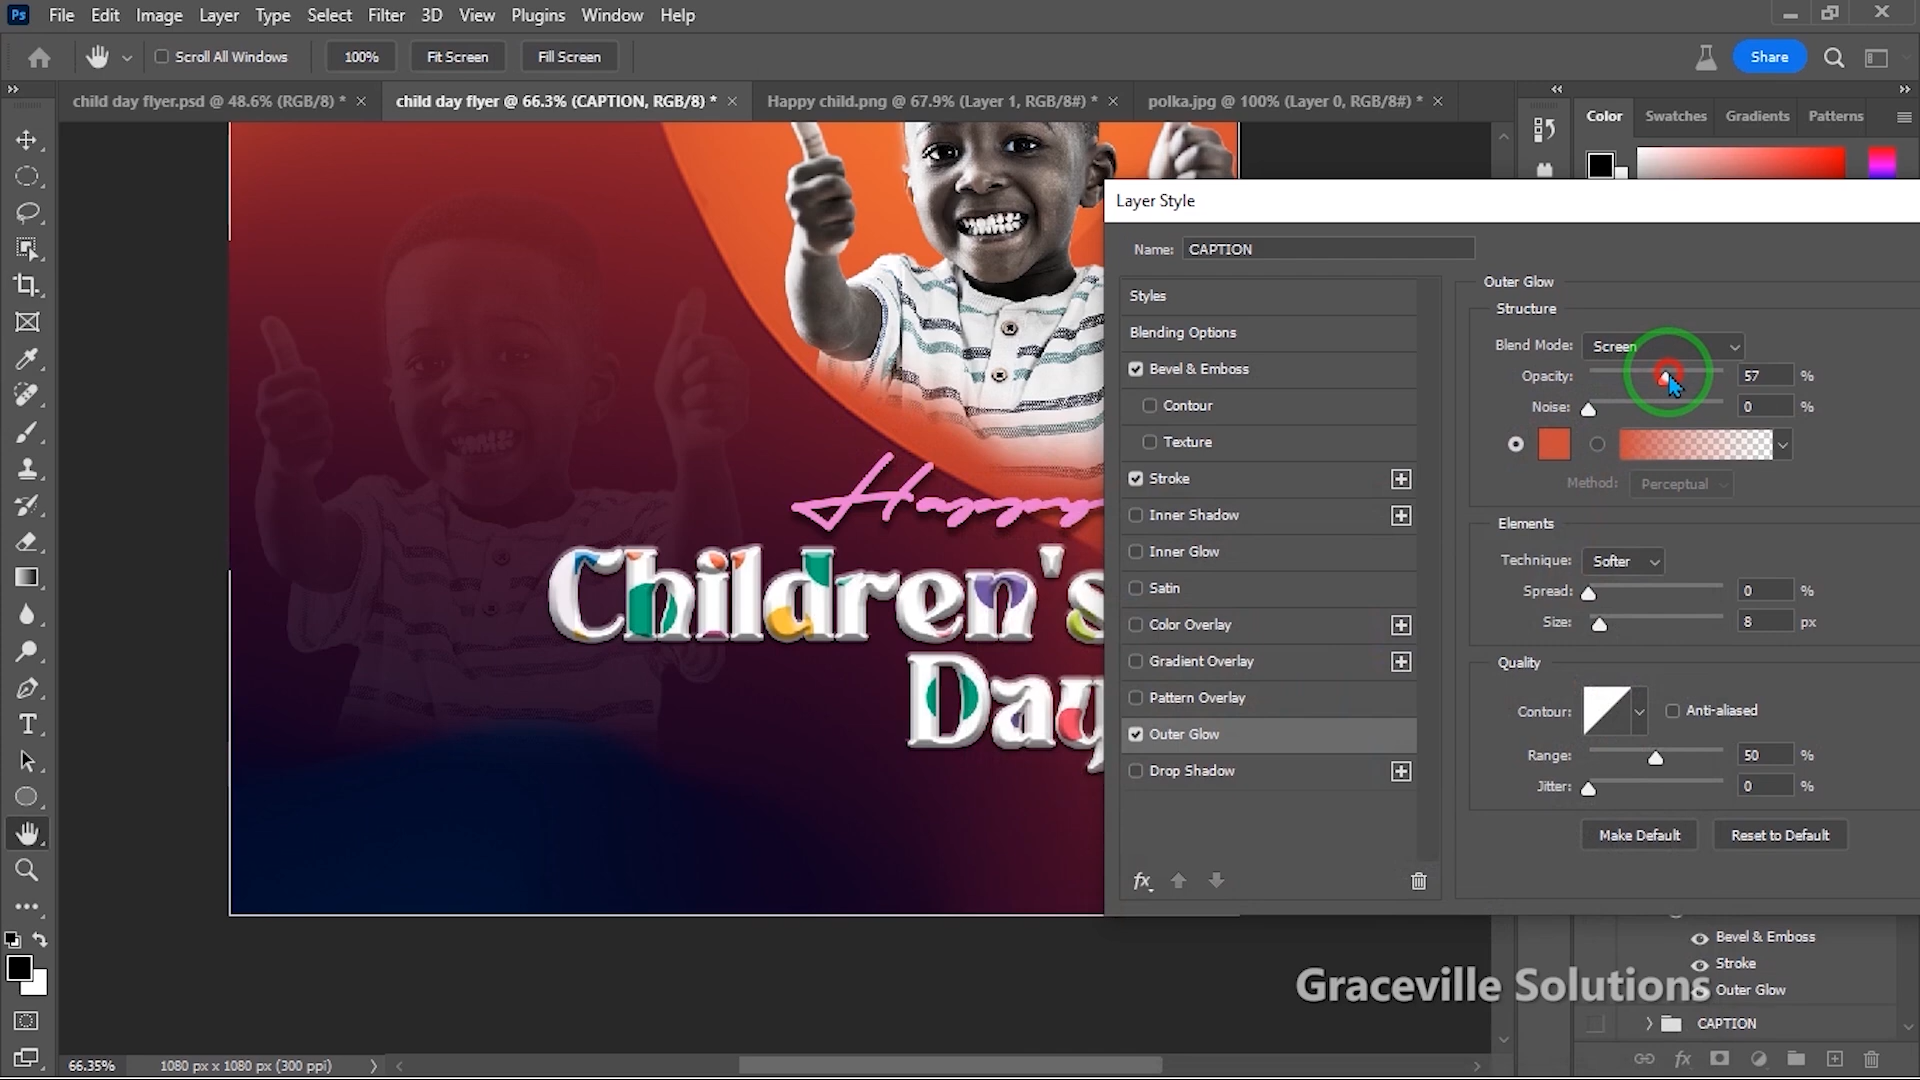 Ps File Edit Image Layer Type Select Filter 3D View Plugins Window Help
Scroll All Windows 100% Fit Screen Fill Screen Share
child day flyer.psd @ 48.6% (RGB/8) * child day flyer @ 66.3% (CAPTION, RGB/8) * Happy child.png @ 67.9% (Layer 1, RGB/8#) * polka.jpg @ 100% (Layer 0, RGB/8#) *
Color Swatches Gradients Patterns
Layer Style
Name: CAPTION
Styles
Blending Options
Bevel & Emboss
Contour
Texture
Stroke
Inner Shadow
Inner Glow
Satin
Color Overlay
Gradient Overlay
Pattern Overlay
Outer Glow
Drop Shadow
fx
Outer Glow
Structure
Blend Mode: Screen
Opacity: 57 %
Noise: 0 %
Method: Perceptual
Elements
Technique: Softer
Spread: 0 %
Size: 8 px
Quality
Contour: Anti-aliased
Range: 50 %
Jitter: 0 %
Make Default Reset to Default
Happy
Children's
Day
Bevel & Emboss
Stroke
Outer Glow
CAPTION
fx
Graceville Solutions
66.35% 1080 px x 1080 px (300 ppi)